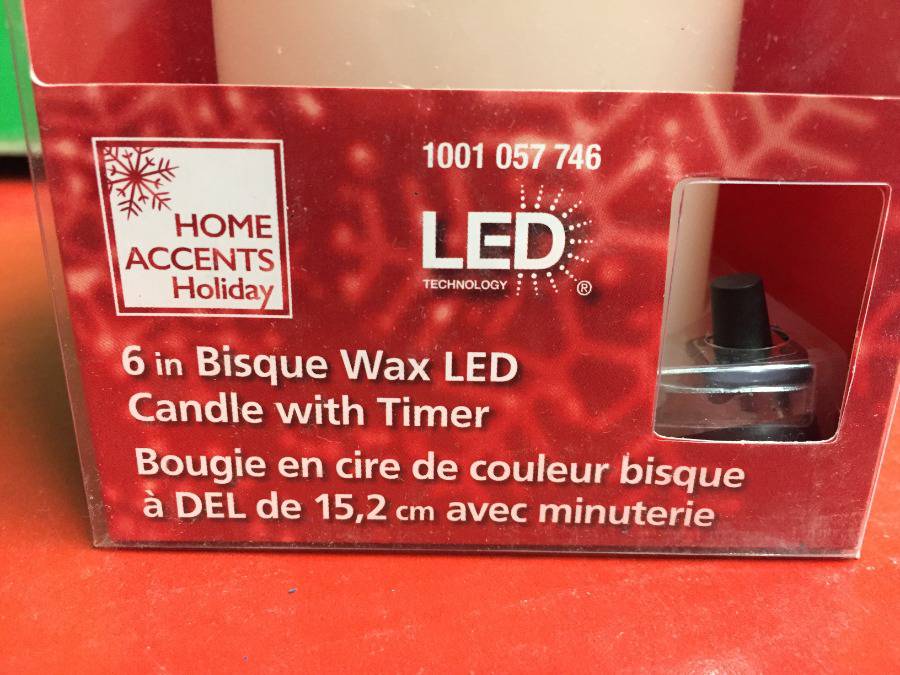 HOME
ACCENTS
Holiday
1001 057 746
LED
TECHNOLOGY ®
6 in Bisque Wax LED
Candle with Timer
Bougie en cire de couleur bisque
à DEL de 15,2 cm avec minuterie